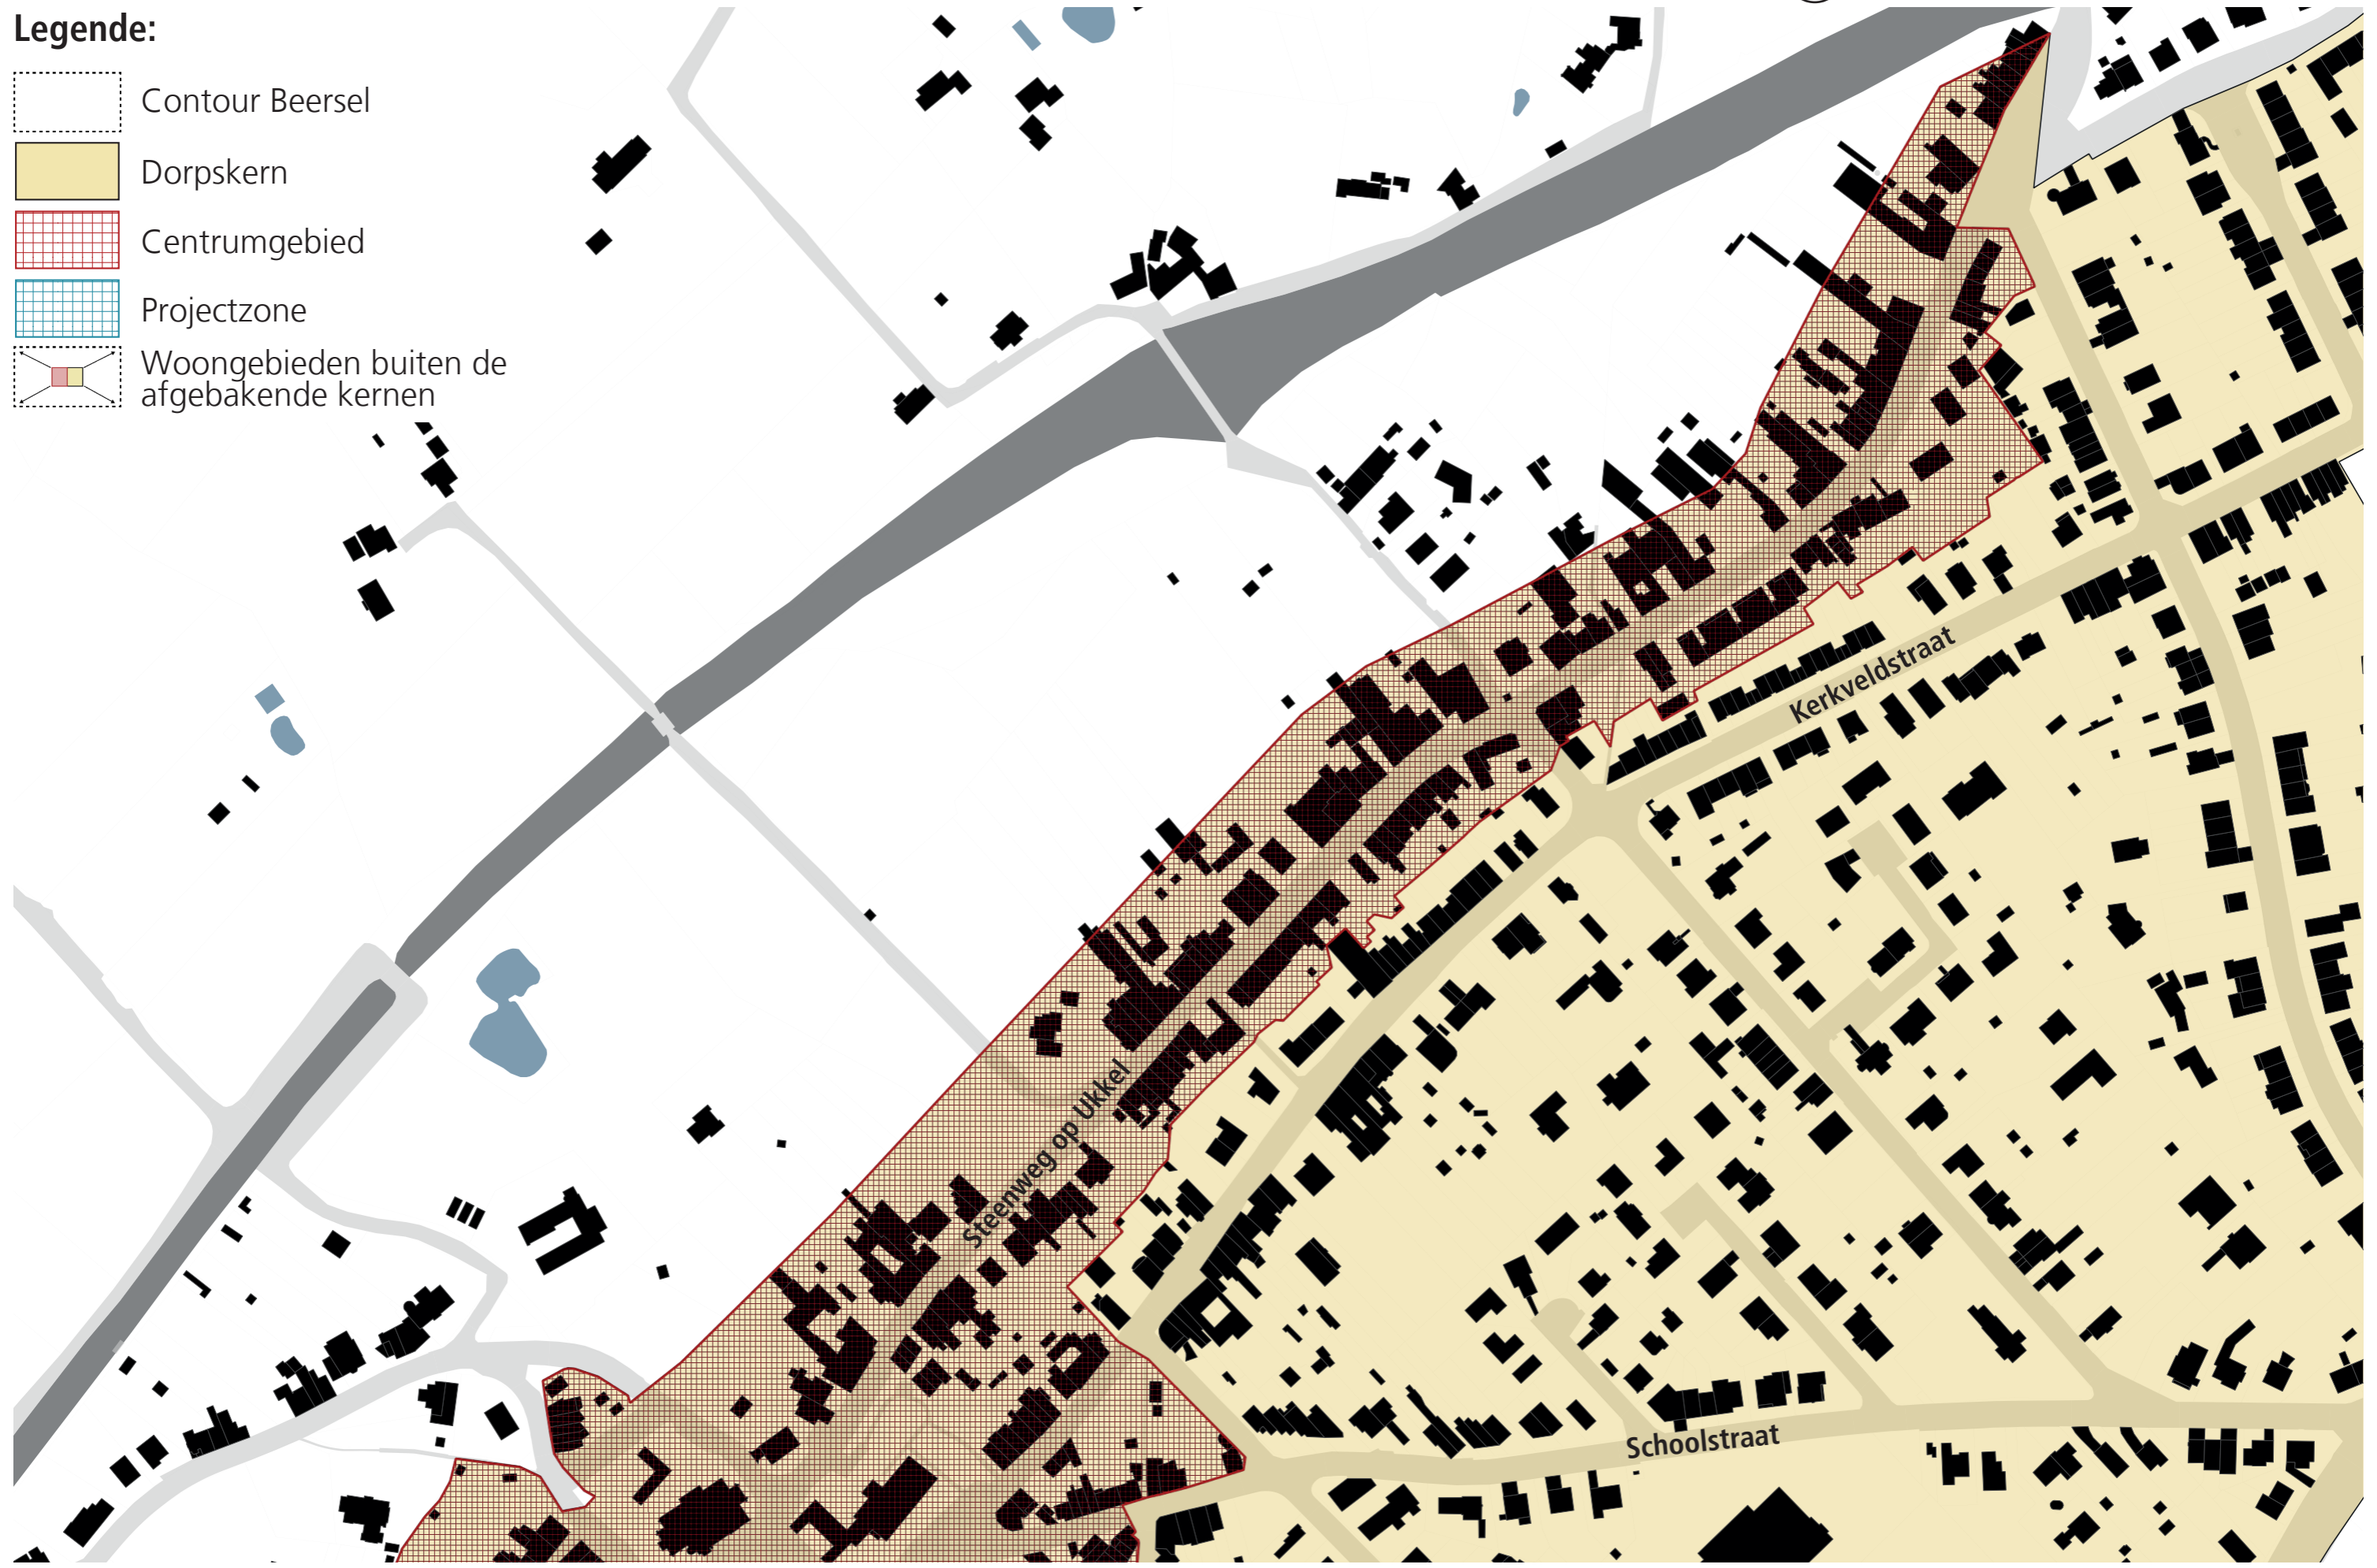 Legende:
Contour Beersel
Dorpskern
Centrumgebied
Projectzone
Woongebieden buiten de
afgebakende kernen
Kerkveldstraat
Steenweg op Ukkel
Schoolstraat